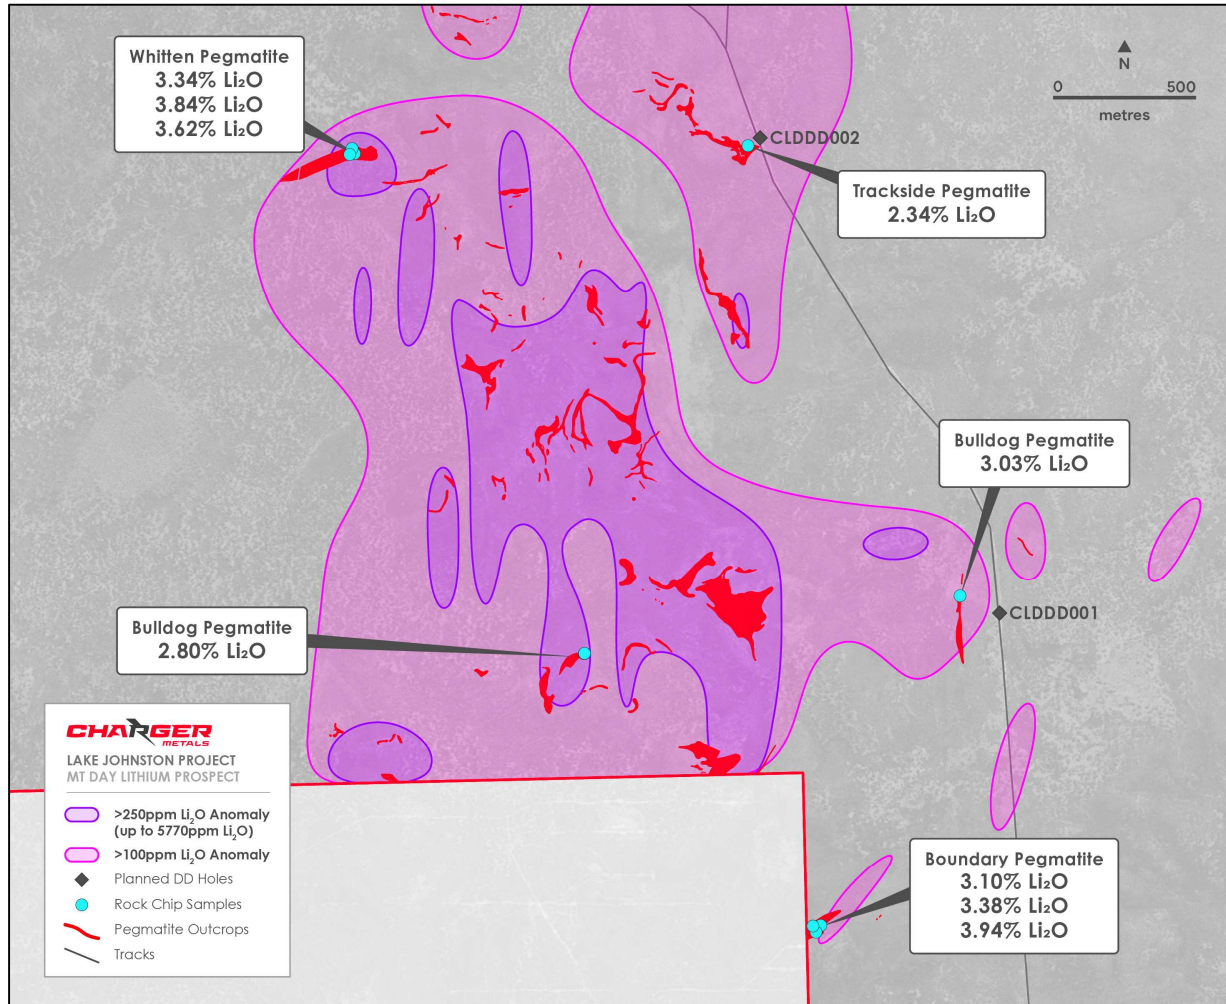 Whitten Pegmatite
3.34% Li₂O
3.84% Li₂O
3.62% Li₂O
N
0 500
metres
CLDDD002
Trackside Pegmatite
2.34% Li₂O
Bulldog Pegmatite
3.03% Li₂O
CLDDD001
Bulldog Pegmatite
2.80% Li₂O
CHARGER
METALS
LAKE JOHNSTON PROJECT
MT DAY LITHIUM PROSPECT
>250ppm Li₂O Anomaly
(up to 5770ppm Li₂O)
>100ppm Li₂O Anomaly
Planned DD Holes
Rock Chip Samples
Pegmatite Outcrops
Tracks
Boundary Pegmatite
3.10% Li₂O
3.38% Li₂O
3.94% Li₂O